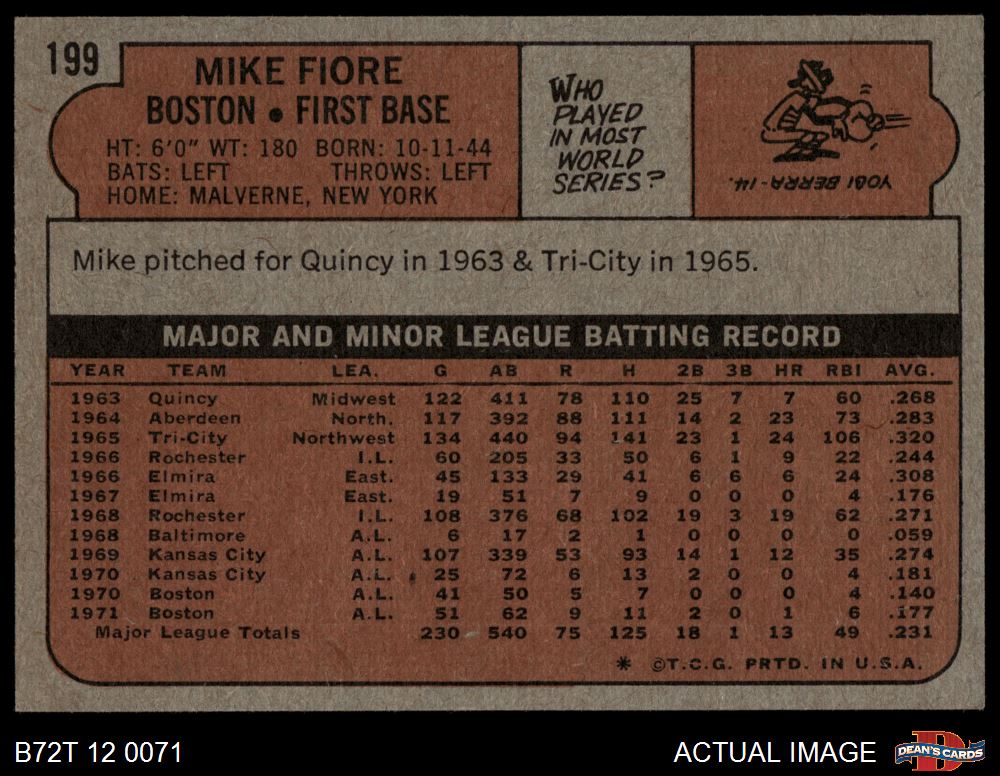 199
MIKE FIORE
BOSTON • FIRST BASE
HT: 6'0" WT: 180 BORN: 10-11-44
BATS: LEFT THROWS: LEFT
HOME: MALVERNE, NEW YORK
WHO
PLAYED
IN MOST
WORLD
SERIES?
YOGI BERRA-14.
Mike pitched for Quincy in 1963 & Tri-City in 1965.
MAJOR AND MINOR LEAGUE BATTING RECORD
YEAR TEAM LEA. G AB R H 2B 3B HR RBI AVG.
1963 Quincy Midwest 122 411 78 110 25 7 7 60 .268
1964 Aberdeen North. 117 392 88 111 14 2 23 73 .283
1965 Tri-City Northwest 134 440 94 141 23 1 24 106 .320
1966 Rochester I.L. 60 205 33 50 6 1 9 22 .244
1966 Elmira East. 45 133 29 41 6 6 6 24 .308
1967 Elmira East. 19 51 7 9 0 0 0 4 .176
1968 Rochester I.L. 108 376 68 102 19 3 19 62 .271
1968 Baltimore A.L. 6 17 2 1 0 0 0 0 .059
1969 Kansas City A.L. 107 339 53 93 14 1 12 35 .274
1970 Kansas City A.L. 25 72 6 13 2 0 0 4 .181
1970 Boston A.L. 41 50 5 7 0 0 0 4 .140
1971 Boston A.L. 51 62 9 11 2 0 1 6 .177
Major League Totals 230 540 75 125 18 1 13 49 .231
* ©T.C.G. PRTD. IN U.S.A.
B72T 12 0071
ACTUAL IMAGE
DEAN'S CARDS